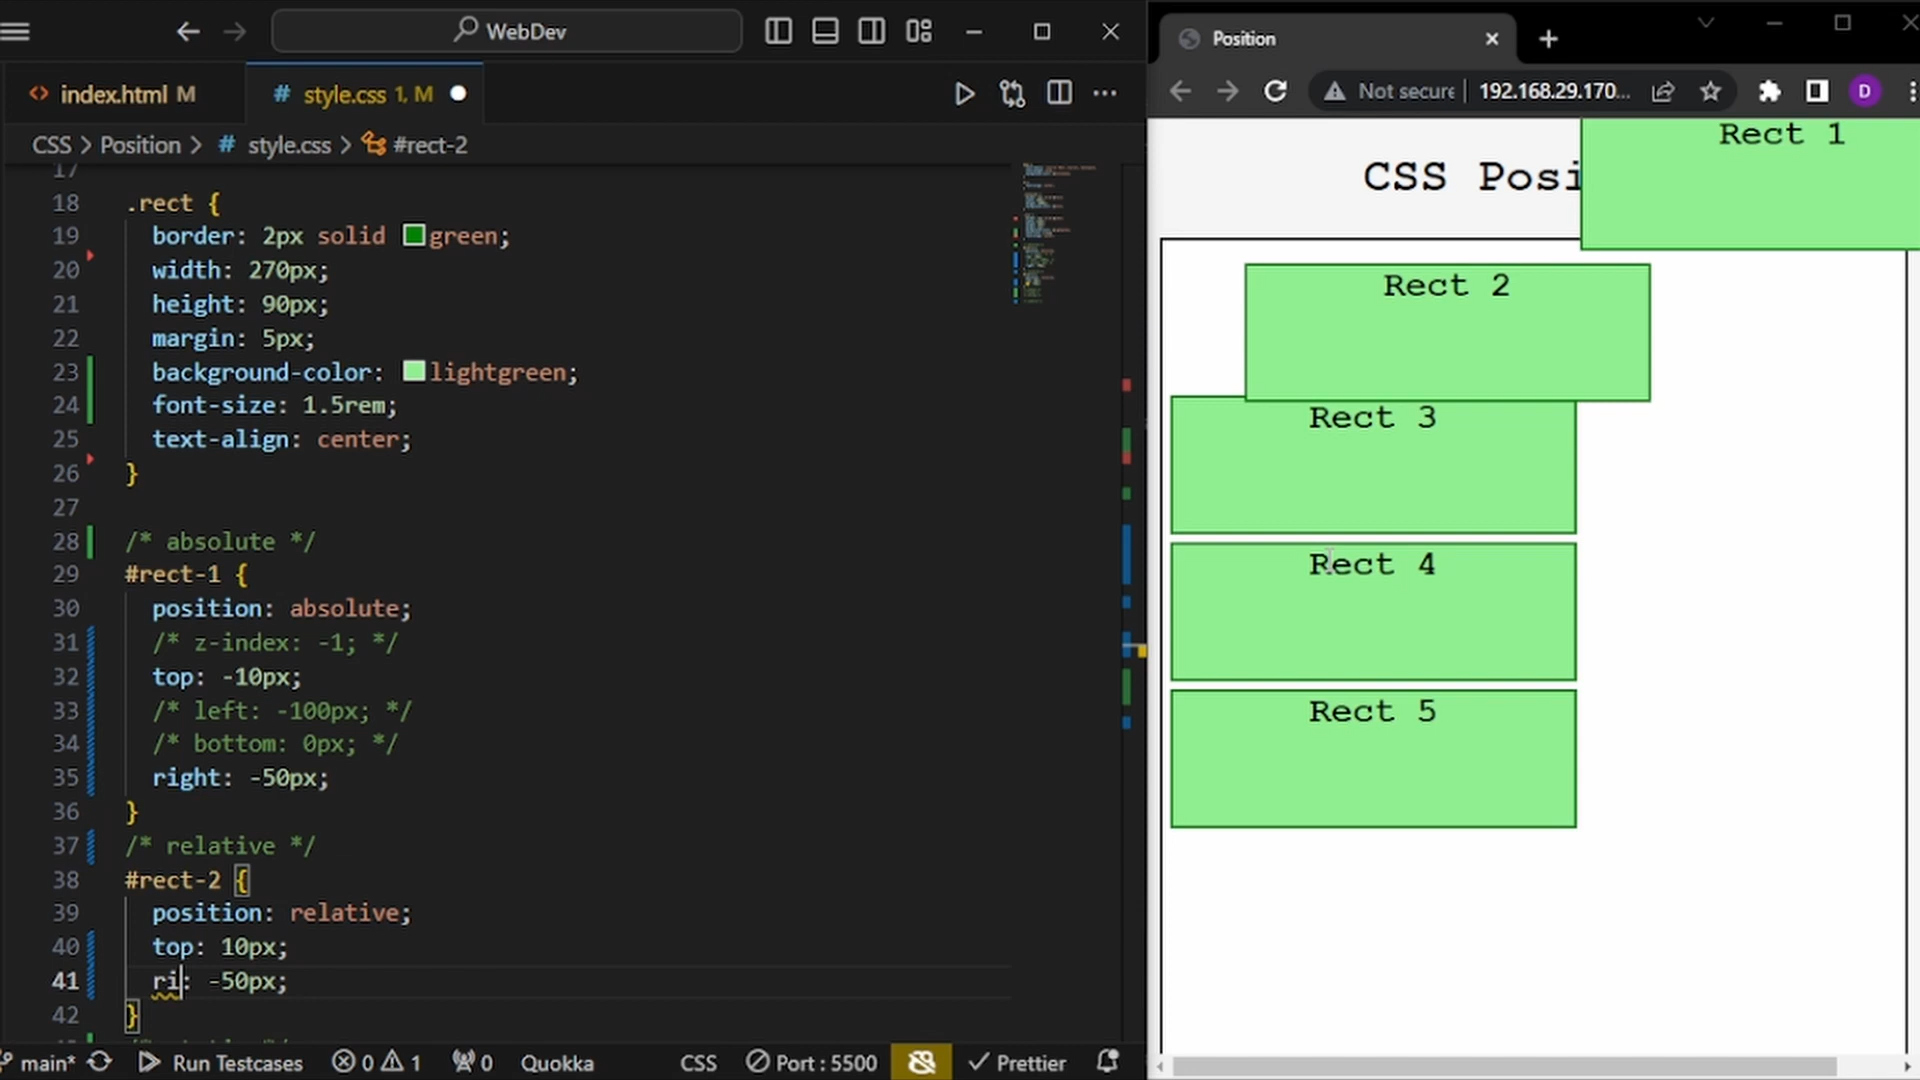 WebDev
index.html M
style.css 1, M
CSS > Position > # style.css > #rect-2
17
18 .rect {
19 border: 2px solid green;
20 width: 270px;
21 height: 90px;
22 margin: 5px;
23 background-color: lightgreen;
24 font-size: 1.5rem;
25 text-align: center;
26 }
27
28 /* absolute */
29 #rect-1 {
30 position: absolute;
31 /* z-index: -1; */
32 top: -10px;
33 /* left: -100px; */
34 /* bottom: 0px; */
35 right: -50px;
36 }
37 /* relative */
38 #rect-2 {
39 position: relative;
40 top: 10px;
41 ri: -50px;
42 }
main* Run Testcases 0 1 0 Quokka CSS Port : 5500 Prettier
Position
Not secure 192.168.29.170... D
Rect 1
CSS Posi
Rect 2
Rect 3
Rect 4
Rect 5